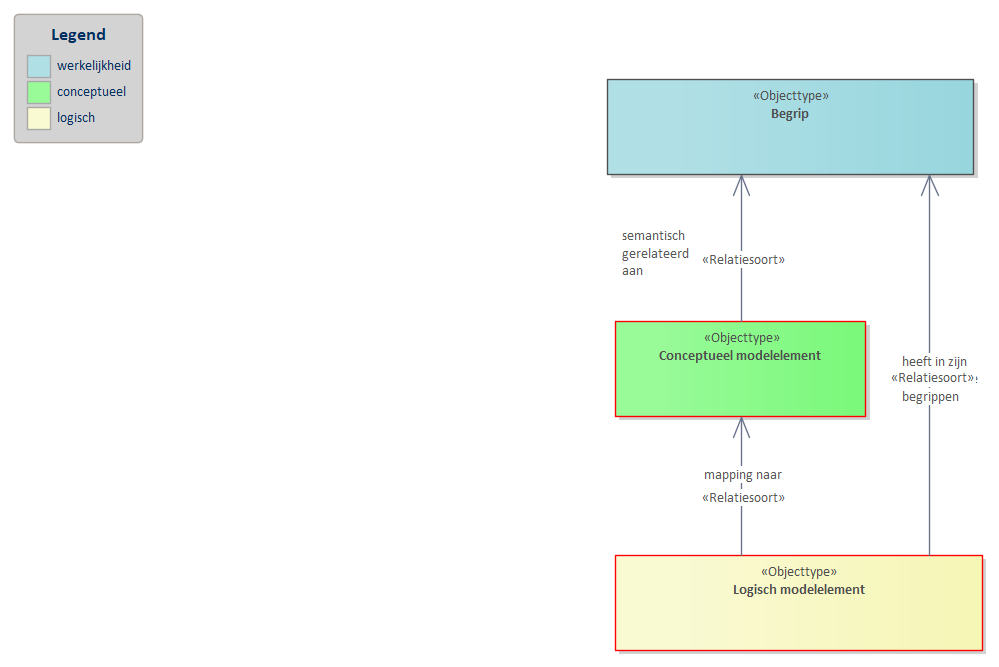 Legend
werkelijkheid
conceptueel
logisch
«Objecttype»
Begrip
semantisch
gerelateerd
aan
«Relatiesoort»
«Objecttype»
Conceptueel modelelement
heeft in zijn
«Relatiesoort»
begrippen
mapping naar
«Relatiesoort»
«Objecttype»
Logisch modelelement